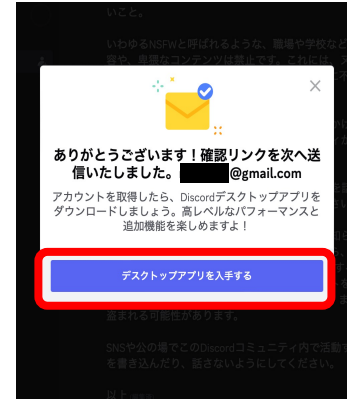 いこと。
いわゆるNSFWと呼ばれるような、職場や学校など
ありがとうございます！確認リンクを次へ送
信いたしました。 @gmail.com
アカウントを取得したら、Discordデスクトップアプリを
ダウンロードしましょう。高レベルなパフォーマンスと
追加機能を楽しめますよ！
デスクトップアプリを入手する
盗まれる可能性があります。
SNSや公の場でこのDiscordコミュニティ内で活動す
を書き込んだり、話さないようにしてください。
以上